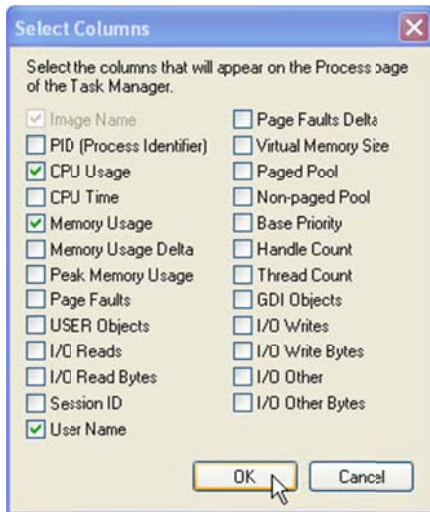 Select Columns
Select the columns that will appear on the Process page
of the Task Manager.
Image Name
PID (Process Identifier)
CPU Usage
CPU Time
Memory Usage
Memory Usage Delta
Peak Memory Usage
Page Faults
USER Objects
I/O Reads
I/O Read Bytes
Session ID
User Name
Page Faults Delta
Virtual Memory Size
Paged Pool
Non-paged Pool
Base Priority
Handle Count
Thread Count
GDI Objects
I/O Writes
I/O Write Bytes
I/O Other
I/O Other Bytes
OK
Cancel